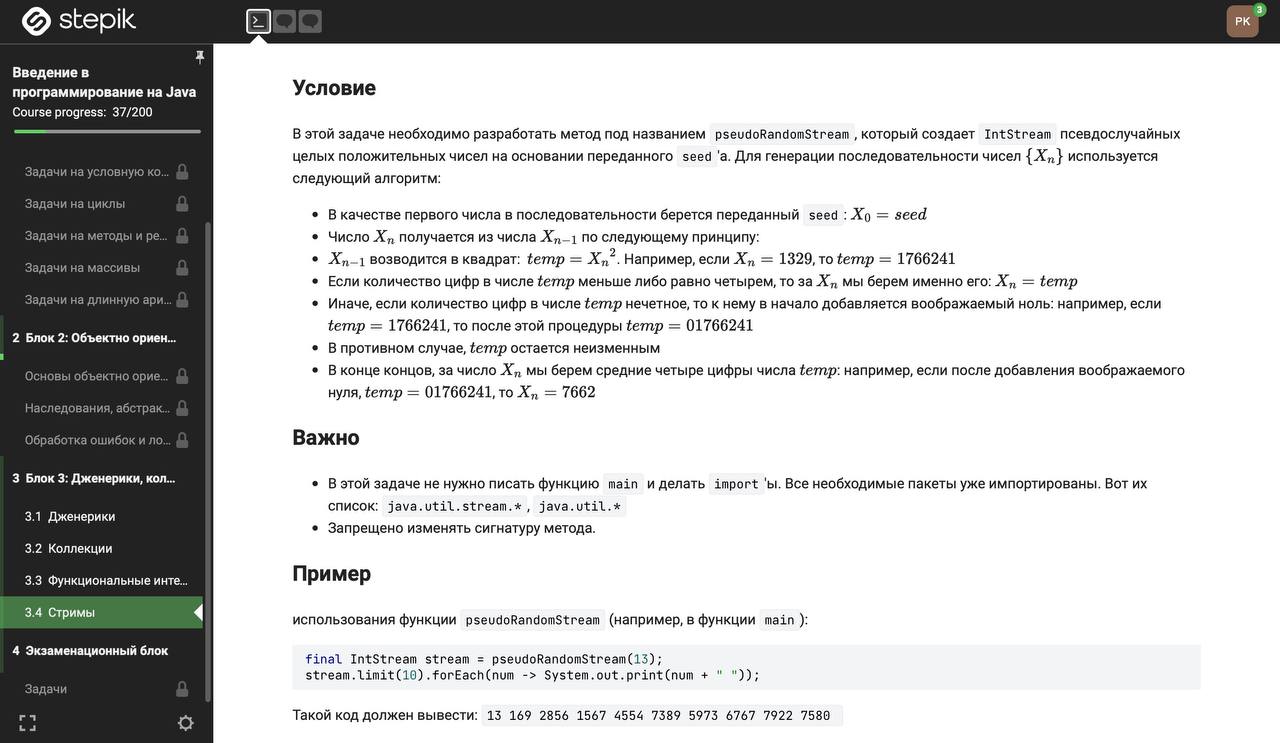 stepik
PK
3
Введение в
программирование на Java
Course progress: 37/200
Задачи на условную ко...
Задачи на циклы
Задачи на методы и ре...
Задачи на массивы
Задачи на длинную ари...
2 Блок 2: Объектно ориен...
Основы объектно орие...
Наследования, абстрак...
Обработка ошибок и ло...
3 Блок 3: Дженерики, кол...
3.1 Дженерики
3.2 Коллекции
3.3 Функциональные инте...
3.4 Стримы
4 Экзаменационный блок
Задачи
Условие
В этой задаче необходимо разработать метод под названием pseudoRandomStream, который создает IntStream псевдослучайных
целых положительных чисел на основании переданного seed'а. Для генерации последовательности чисел {Xₙ} используется
следующий алгоритм:
• В качестве первого числа в последовательности берется переданный seed: X₀ = seed
• Число Xₙ получается из числа Xₙ₋₁ по следующему принципу:
• Xₙ₋₁ возводится в квадрат: temp = Xₙ². Например, если Xₙ = 1329, то temp = 1766241
• Если количество цифр в числе temp меньше либо равно четырем, то за Xₙ мы берем именно его: Xₙ = temp
• Иначе, если количество цифр в числе temp нечетное, то к нему в начало добавляется воображаемый ноль: например, если
temp = 1766241, то после этой процедуры temp = 01766241
• В противном случае, temp остается неизменным
• В конце концов, за число Xₙ мы берем средние четыре цифры числа temp: например, если после добавления воображаемого
нуля, temp = 01766241, то Xₙ = 7662
Важно
• В этой задаче не нужно писать функцию main и делать import'ы. Все необходимые пакеты уже импортированы. Вот их
список: java.util.stream.*, java.util.*
• Запрещено изменять сигнатуру метода.
Пример
использования функции pseudoRandomStream (например, в функции main):
final IntStream stream = pseudoRandomStream(13);
stream.limit(10).forEach(num -> System.out.print(num + " "));
Такой код должен вывести: 13 169 2856 1567 4554 7389 5973 6767 7922 7580